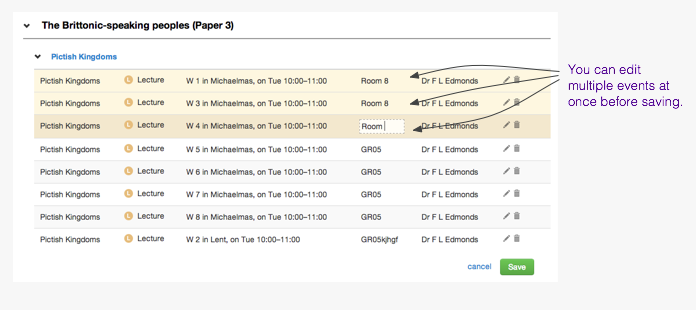 The Brittonic-speaking peoples (Paper 3)
Pictish Kingdoms
Pictish Kingdoms L Lecture W 1 in Michaelmas, on Tue 10:00–11:00 Room 8 Dr F L Edmonds
Pictish Kingdoms L Lecture W 3 in Michaelmas, on Tue 10:00–11:00 Room 8 Dr F L Edmonds
Pictish Kingdoms L Lecture W 4 in Michaelmas, on Tue 10:00–11:00 Room Dr F L Edmonds
Pictish Kingdoms L Lecture W 5 in Michaelmas, on Tue 10:00–11:00 GR05 Dr F L Edmonds
Pictish Kingdoms L Lecture W 6 in Michaelmas, on Tue 10:00–11:00 GR05 Dr F L Edmonds
Pictish Kingdoms L Lecture W 7 in Michaelmas, on Tue 10:00–11:00 GR05 Dr F L Edmonds
Pictish Kingdoms L Lecture W 8 in Michaelmas, on Tue 10:00–11:00 GR05 Dr F L Edmonds
Pictish Kingdoms L Lecture W 2 in Lent, on Tue 10:00–11:00 GR05kjhgf Dr F L Edmonds
cancel Save
You can edit
multiple events at
once before saving.